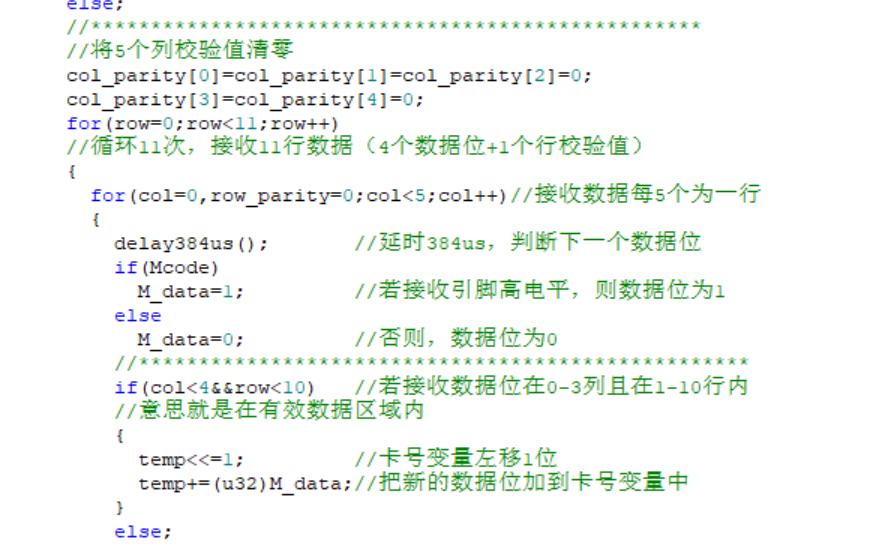 else;
//***************************************************
//将5个列校验值清零
col_parity[0]=col_parity[1]=col_parity[2]=0;
col_parity[3]=col_parity[4]=0;
for(row=0;row<11;row++)
//循环11次，接收11行数据（4个数据位+1个行校验值）
{
for(col=0,row_parity=0;col<5;col++)//接收数据每5个为一行
{
delay384us(); //延时384us，判断下一个数据位
if(Mcode)
M_data=1; //若接收引脚高电平，则数据位为1
else
M_data=0; //否则，数据位为0
//***************************************************
if(col<4&&row<10) //若接收数据位在0-3列且在1-10行内
//意思就是在有效数据区域内
{
temp<<=1; //卡号变量左移1位
temp+=(u32)M_data;//把新的数据位加到卡号变量中
}
else;